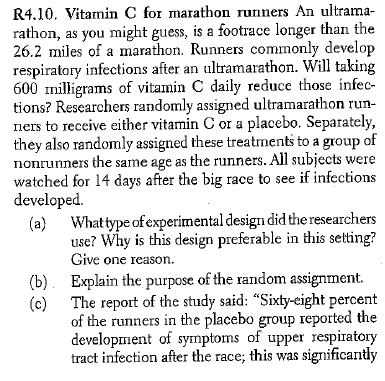 R4.10. Vitamin C for marathon runners An ultrama-
rathon, as you might guess, is a footrace longer than the
26.2 miles of a marathon. Runners commonly develop
respiratory infections after an ultramarathon. Will taking
600 milligrams of vitamin C daily reduce those infec-
tions? Researchers randomly assigned ultramarathon run-
ners to receive either vitamin C or a placebo. Separately,
they also randomly assigned these treatments to a group of
nonrunners the same age as the runners. All subjects were
watched for 14 days after the big race to see if infections
developed.
(a) What type of experimental design did the researchers
use? Why is this design preferable in this setting?
Give one reason.
(b) Explain the purpose of the random assignment.
(c) The report of the study said: “Sixty-eight percent
of the runners in the placebo group reported the
development of symptoms of upper respiratory
tract infection after the race; this was significantly